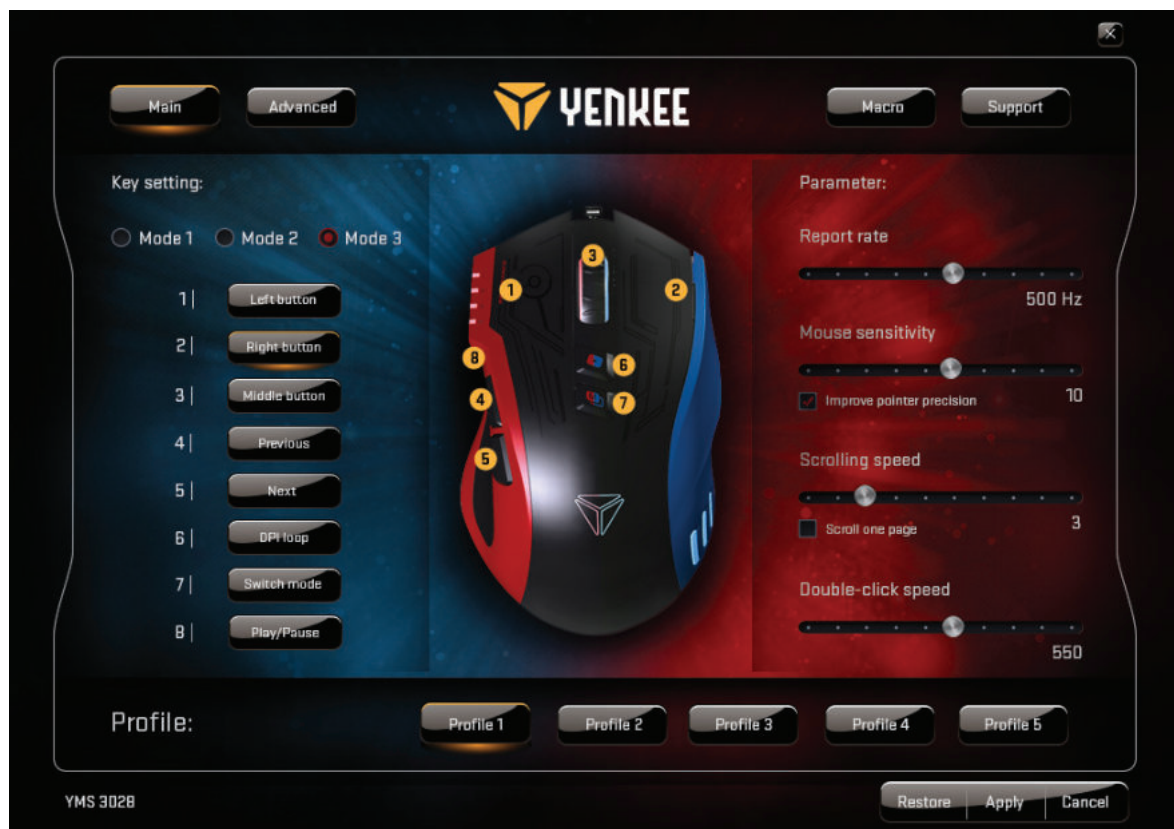 Main
Advanced
YENKEE
Macro
Support
Key setting:
Mode 1
Mode 2
Mode 3
1 | Left button
2 | Right button
3 | Middle button
4 | Previous
5 | Next
6 | DPI loop
7 | Switch mode
8 | Play/Pause
3
1
2
8
6
4
7
5
Parameter:
Report rate
500 Hz
Mouse sensitivity
Improve pointer precision
10
Scrolling speed
Scroll one page
3
Double-click speed
550
Profile:
Profile 1
Profile 2
Profile 3
Profile 4
Profile 5
YMS 3028
Restore
Apply
Cancel